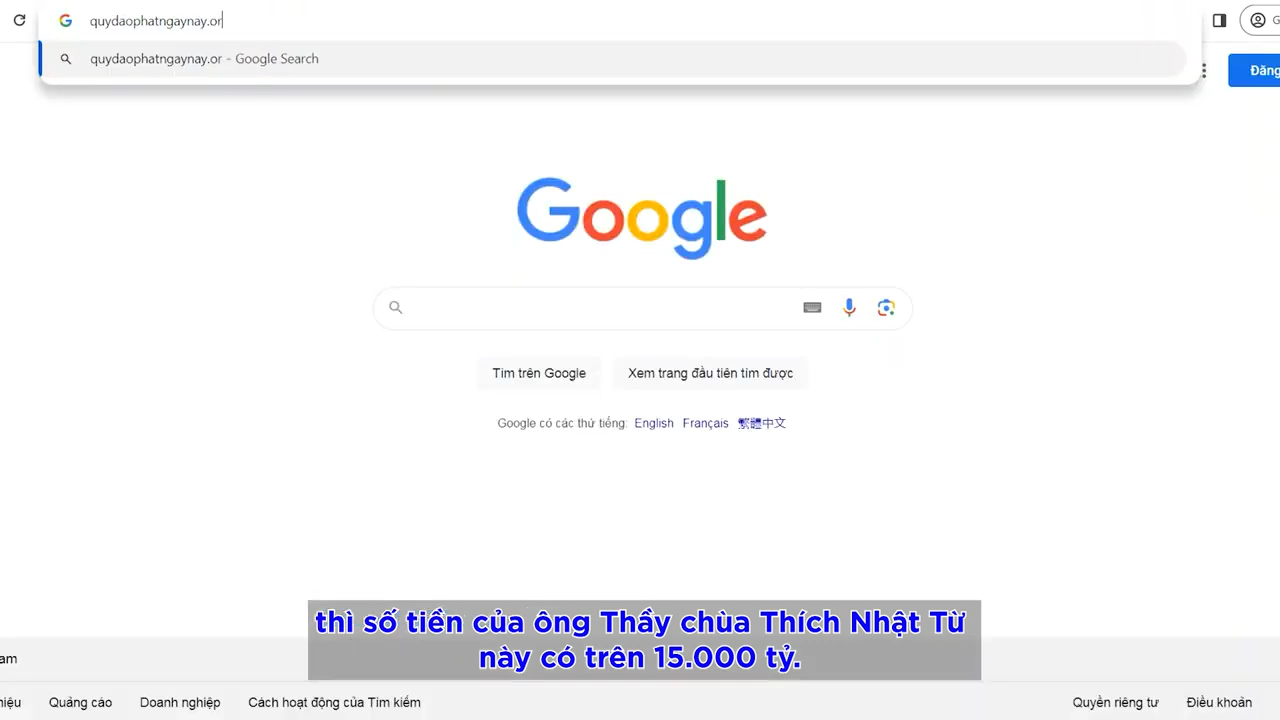 quydaophatngaynay.or
G
quydaophatngaynay.or - Google Search
Đăng
Google
Tìm trên Google
Xem trang đầu tiên tìm được
Google có các thứ tiếng: English Français 繁體中文
thì số tiền của ông Thầy chùa Thích Nhật Từ
này có trên 15.000 tỷ.
am
hiệu
Quảng cáo
Doanh nghiệp
Cách hoạt động của Tìm kiếm
Quyền riêng tư
Điều khoản